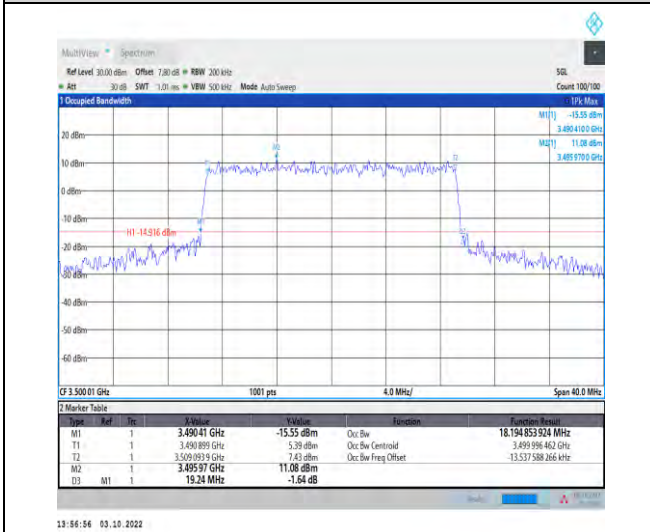 MultiView Spectrum
Ref Level 30.00 dBm Offset 7.80 dB RBW 200 kHz SGL
Att 30 dB SWT 1.01 ms VBW 500 kHz Mode Auto Sweep Count 100/100
1 Occupied Bandwidth 1Pk Max
M1[1] -15.55 dBm
3.490 410 0 GHz
M2[1] 11.08 dBm
3.495 970 0 GHz
20 dBm
M2
T1 T2
10 dBm
0 dBm
-10 dBm
M1
H1 -14.916 dBm
-20 dBm
-30 dBm
-40 dBm
-50 dBm
-60 dBm
CF 3.500 01 GHz 1001 pts 4.0 MHz/ Span 40.0 MHz
2 Marker Table
Type Ref Trc X-Value Y-Value Function Function Result
M1 1 3.490 41 GHz -15.55 dBm Occ Bw 18.194 853 924 MHz
T1 1 3.490 899 GHz 5.39 dBm Occ Bw Centroid 3.499 996 462 GHz
T2 1 3.509 093 9 GHz 7.43 dBm Occ Bw Freq Offset -13.537 588 266 kHz
M2 1 3.495 97 GHz 11.08 dBm
D3 M1 1 19.24 MHz -1.64 dB
13:56:56 03.10.2022